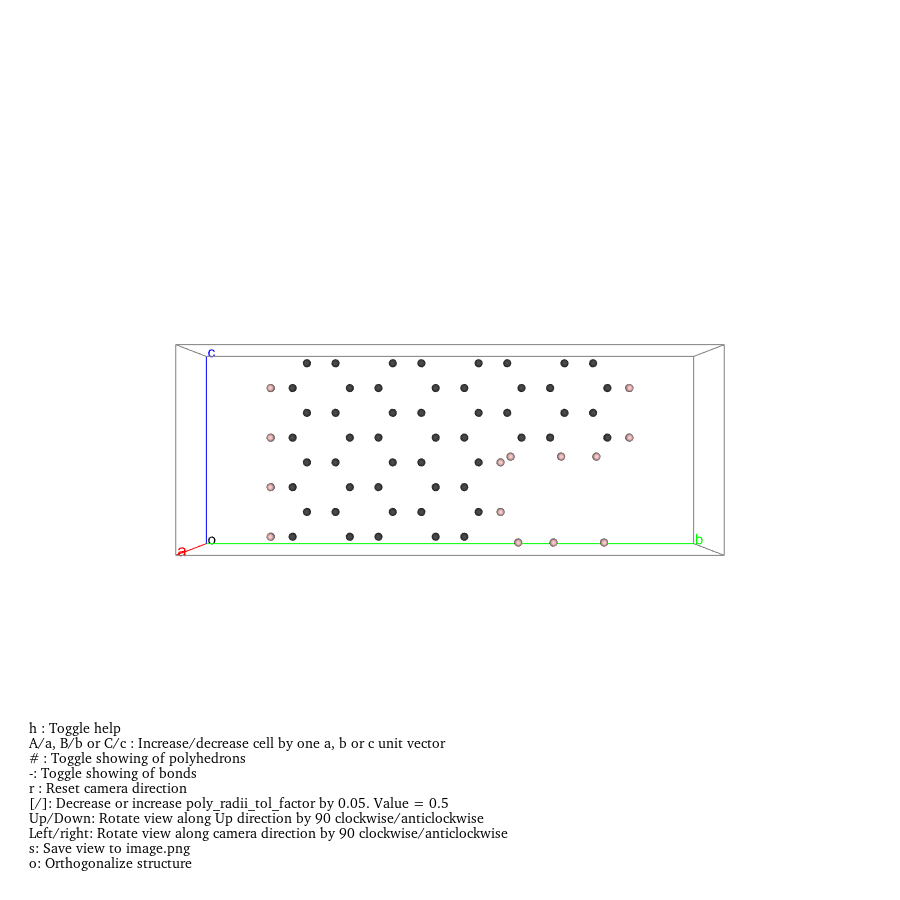 c
o
a
b
h : Toggle help
A/a, B/b or C/c : Increase/decrease cell by one a, b or c unit vector
# : Toggle showing of polyhedrons
-: Toggle showing of bonds
r : Reset camera direction
[/]: Decrease or increase poly_radii_tol_factor by 0.05. Value = 0.5
Up/Down: Rotate view along Up direction by 90 clockwise/anticlockwise
Left/right: Rotate view along camera direction by 90 clockwise/anticlockwise
s: Save view to image.png
o: Orthogonalize structure